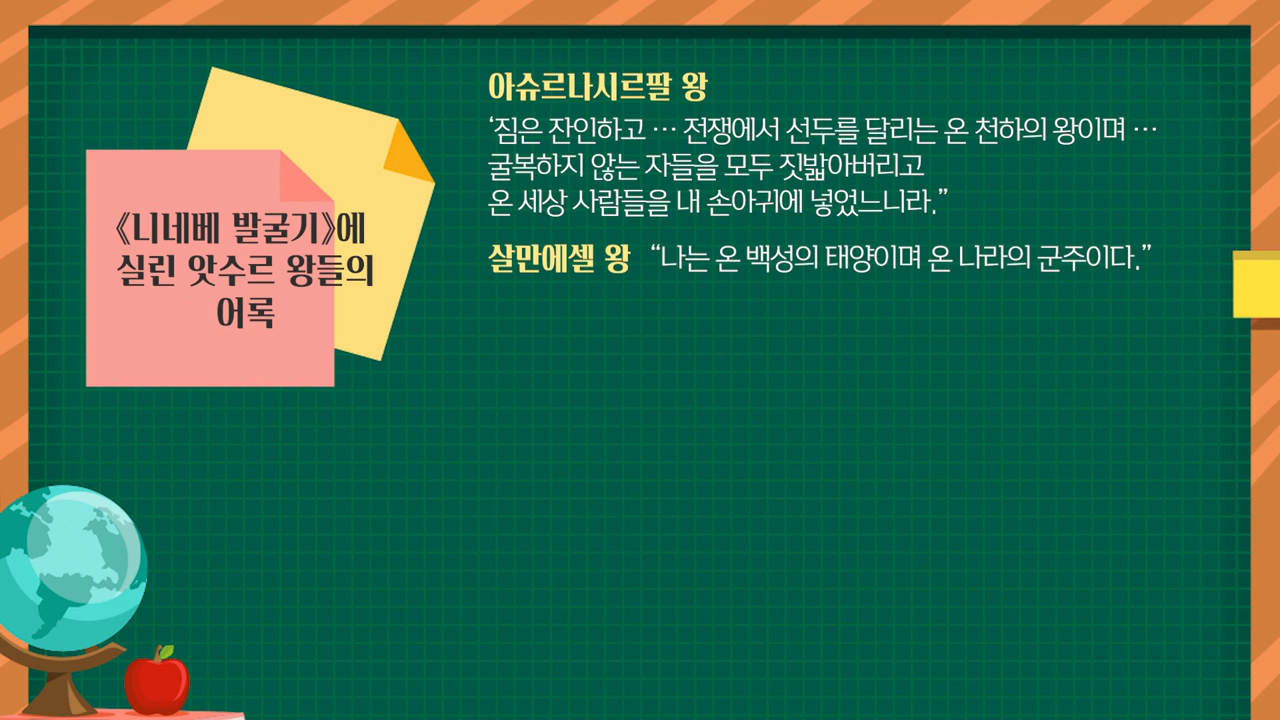 《니네베 발굴기》에
실린 앗수르 왕들의
어록
아슈르나시르팔 왕
‘짐은 잔인하고 … 전쟁에서 선두를 달리는 온 천하의 왕이며 …
굴복하지 않는 자들을 모두 짓밟아버리고
온 세상 사람들을 내 손아귀에 넣었느니라.”
살만에셀 왕 “나는 온 백성의 태양이며 온 나라의 군주이다.”